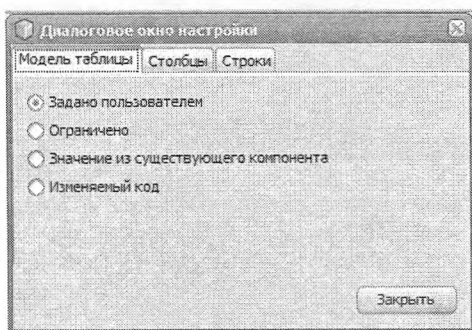 Диалоговое окно настройки
Модель таблицы Столбцы Строки
Задано пользователем
Ограничено
Значение из существующего компонента
Изменяемый код
Закрыть